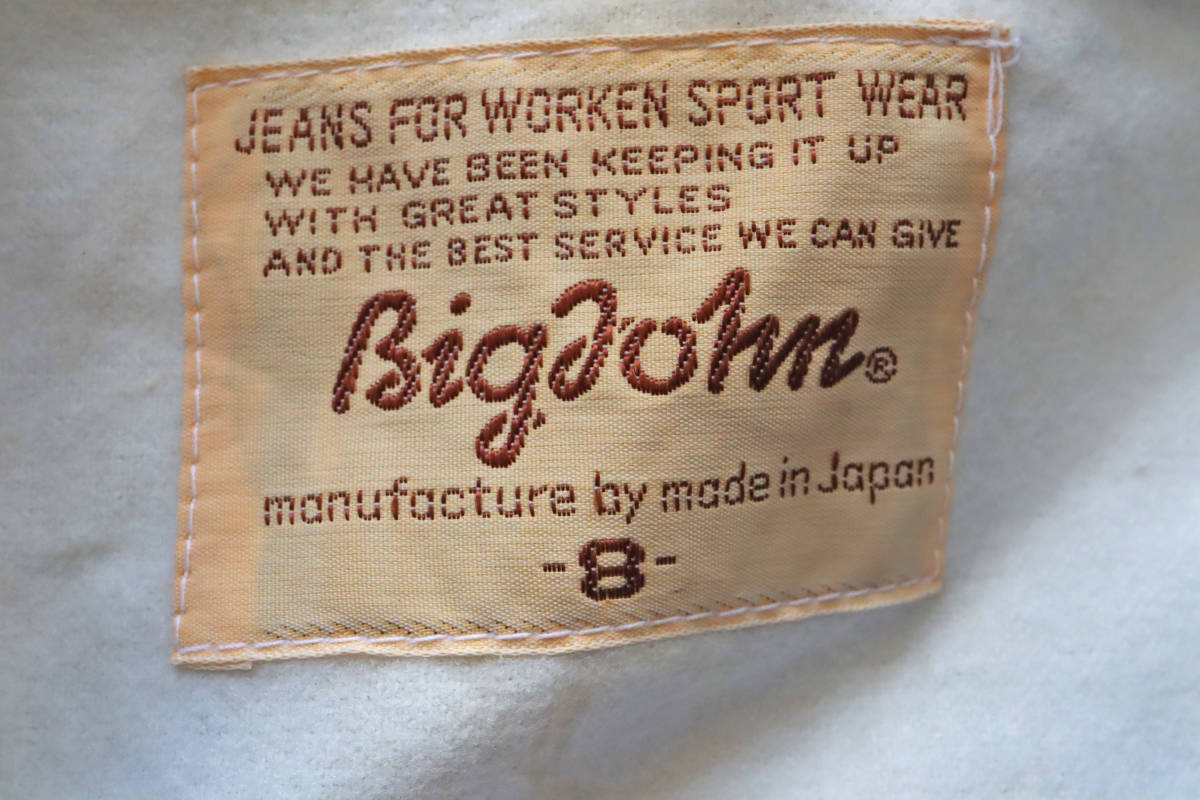 JEANS FOR WORKEN SPORT WEAR
WE HAVE BEEN KEEPING IT UP
WITH GREAT STYLES
AND THE BEST SERVICE WE CAN GIVE
BigJohn®
manufacture by made in Japan
-8-